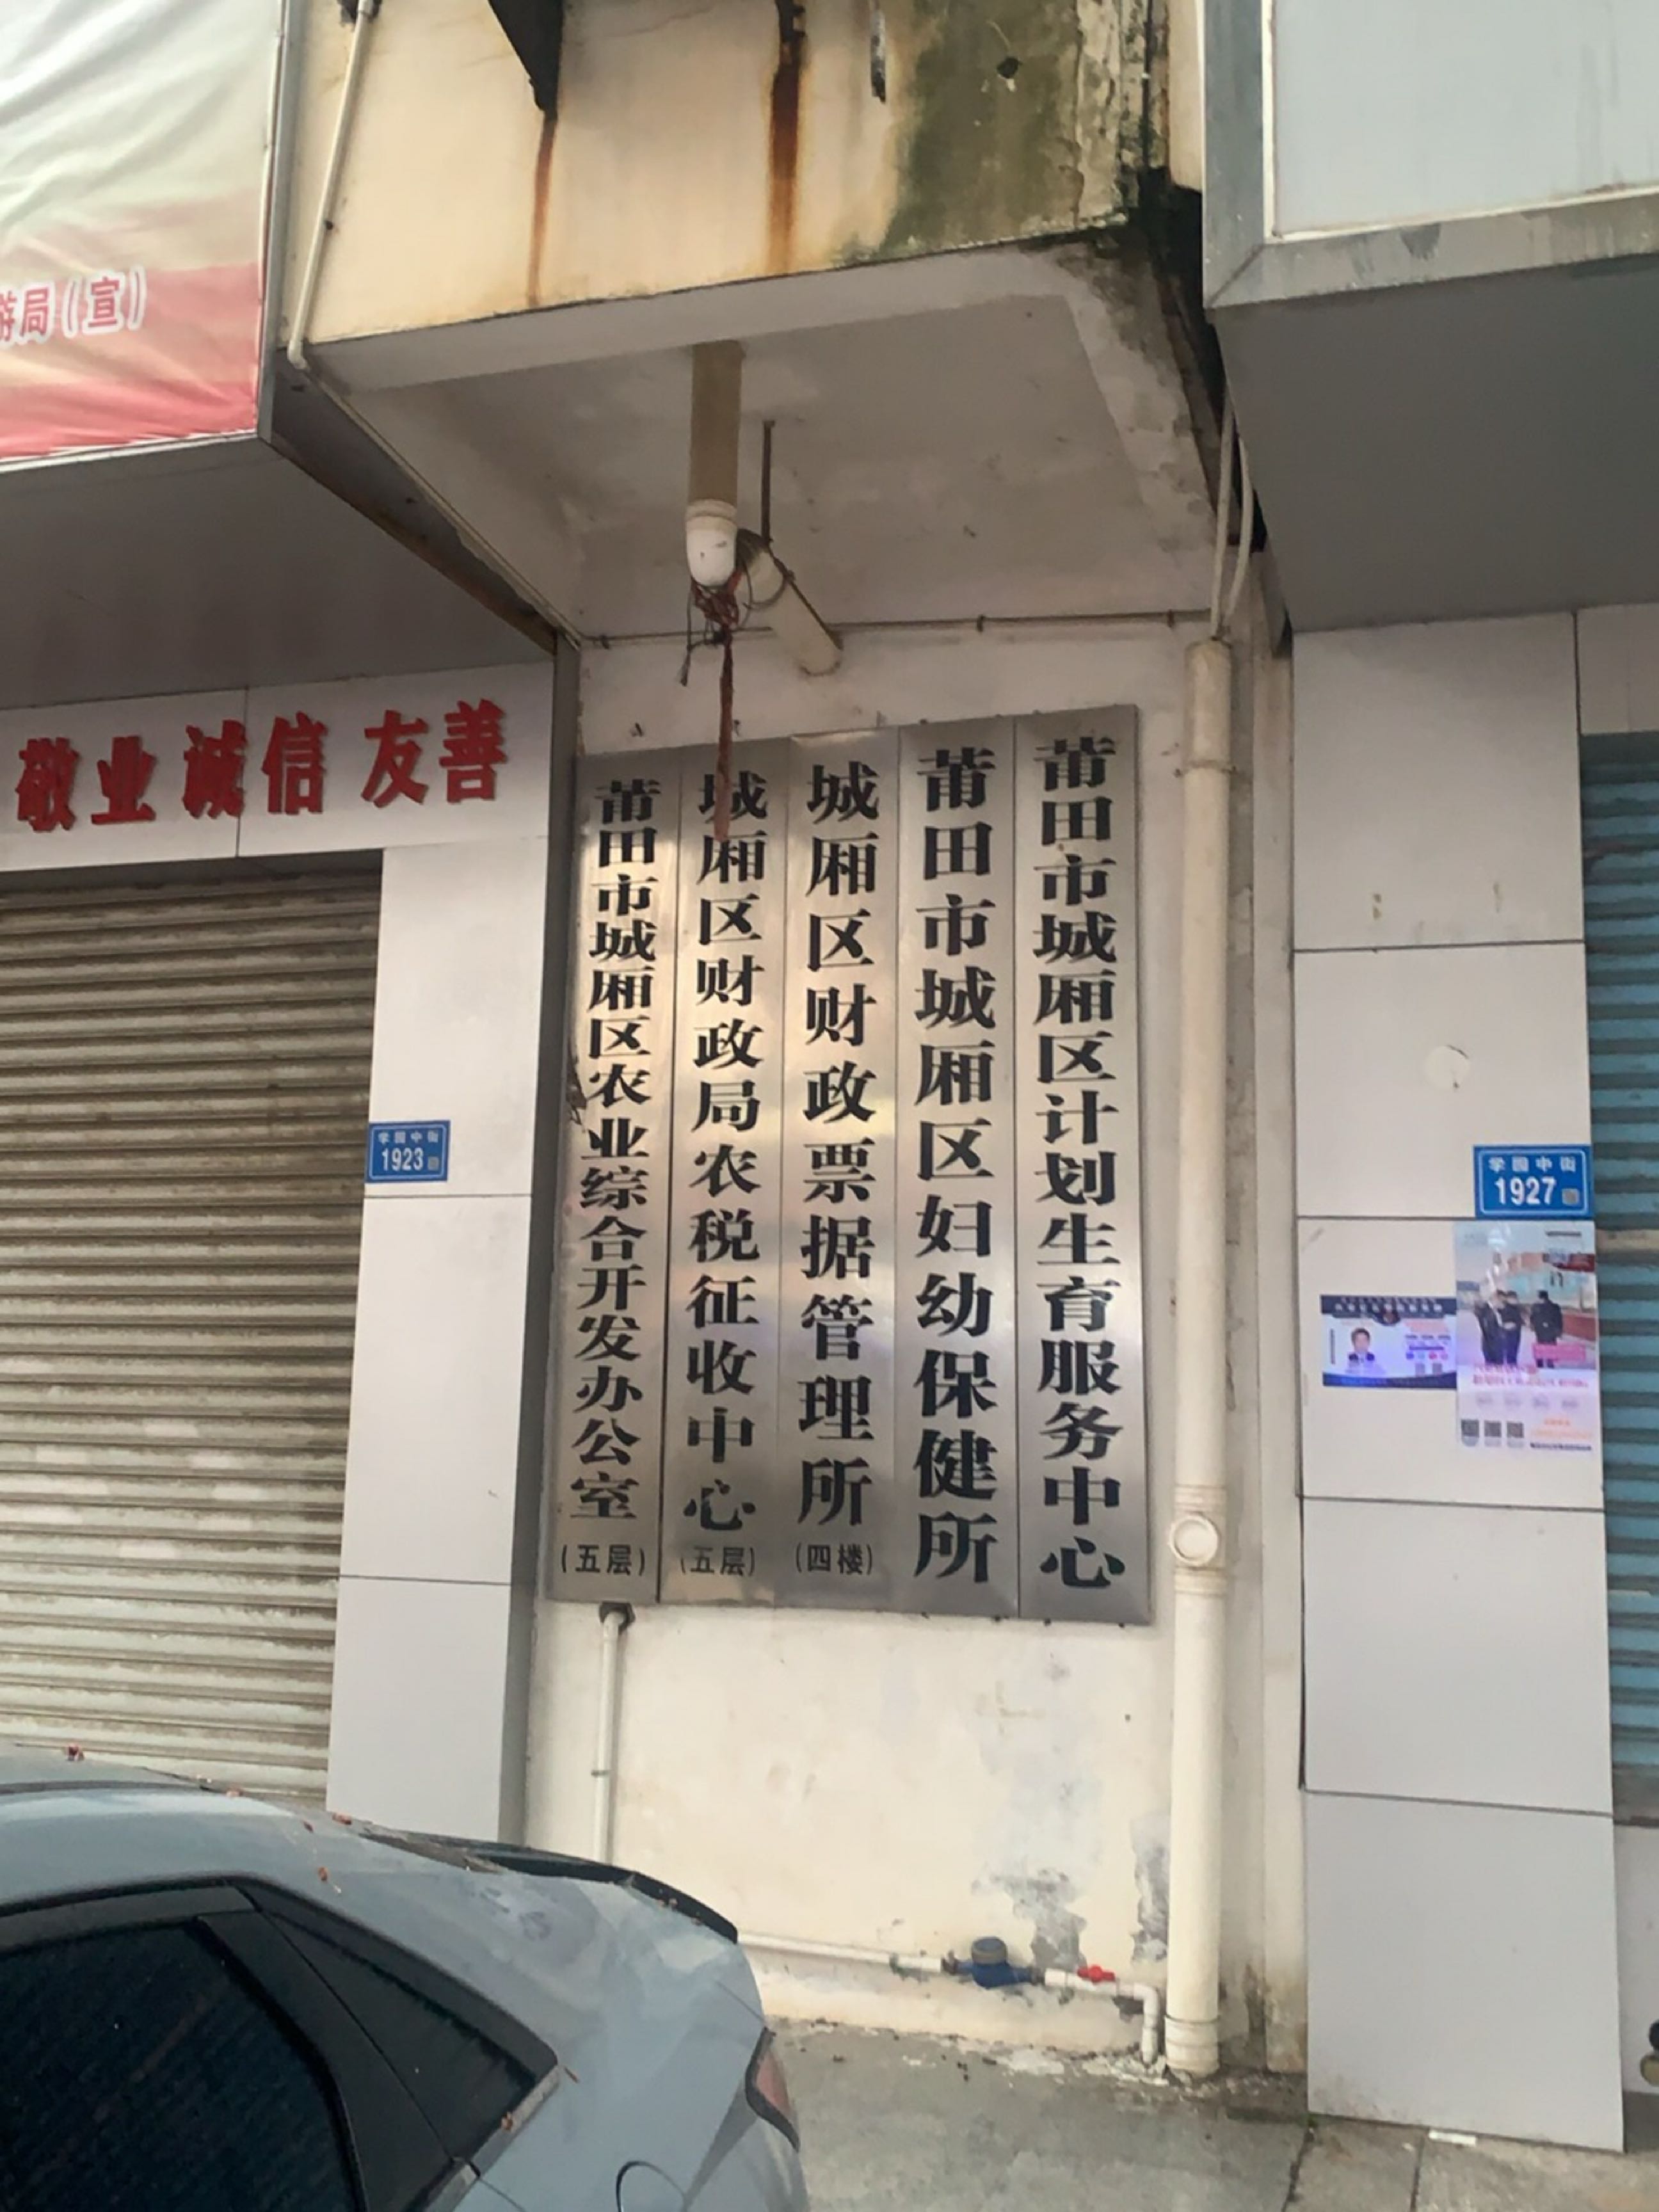 游局（宣）
敬业 诚信 友善
莆田市城厢区农业综合开发办公室（五层）
城厢区财政局农税征收中心（五层）
城厢区财政票据管理所（四楼）
莆田市城厢区妇幼保健所
莆田市城厢区计划生育服务中心
学园中街
1923
学园中街
1927